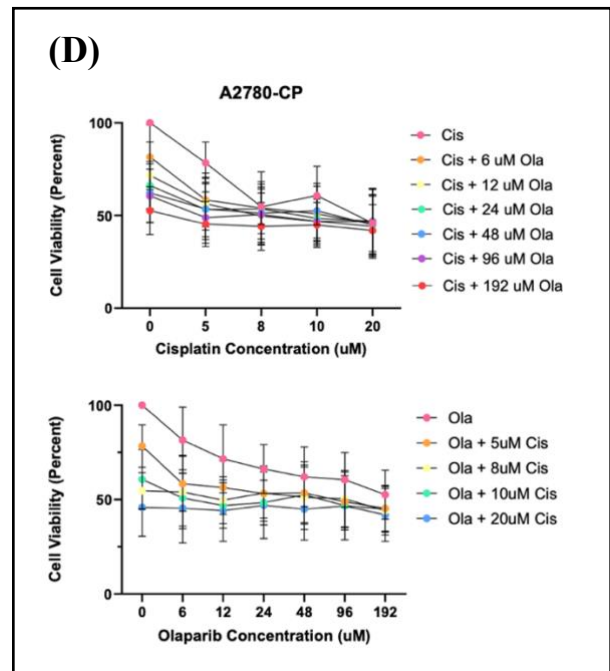 (D)
A2780-CP
Cell Viability (Percent)
100
50
0
0 5 8 10 20
Cisplatin Concentration (uM)
Cis
Cis + 6 uM Ola
Cis + 12 uM Ola
Cis + 24 uM Ola
Cis + 48 uM Ola
Cis + 96 uM Ola
Cis + 192 uM Ola
Cell Viability (Percent)
100
50
0
0 6 12 24 48 96 192
Olaparib Concentration (uM)
Ola
Ola + 5uM Cis
Ola + 8uM Cis
Ola + 10uM Cis
Ola + 20uM Cis